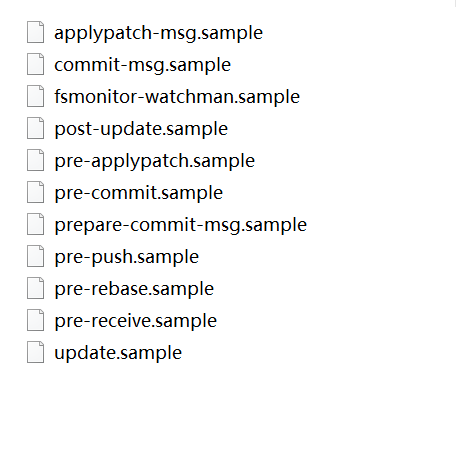 applypatch-msg.sample
commit-msg.sample
fsmonitor-watchman.sample
post-update.sample
pre-applypatch.sample
pre-commit.sample
prepare-commit-msg.sample
pre-push.sample
pre-rebase.sample
pre-receive.sample
update.sample